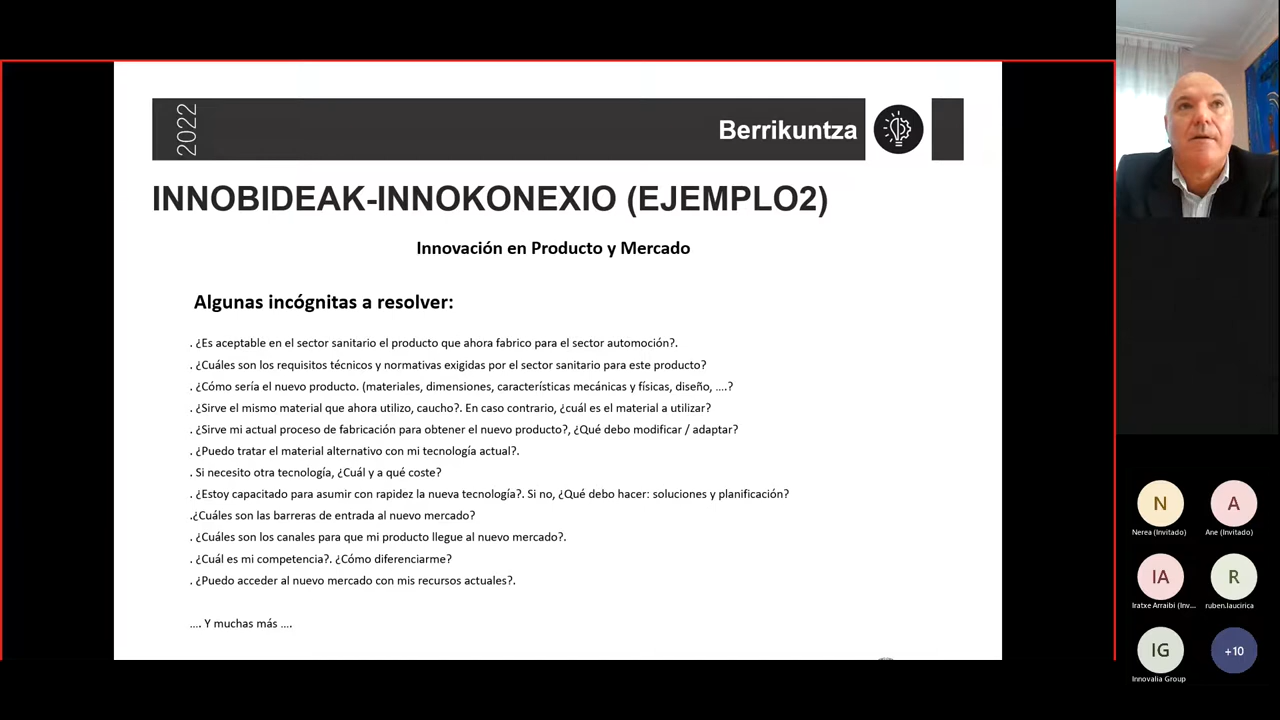 2022
Berrikuntza
INNOBIDEAK-INNOKONEXIO (EJEMPLO2)
Innovación en Producto y Mercado
Algunas incógnitas a resolver:
. ¿Es aceptable en el sector sanitario el producto que ahora fabrico para el sector automoción?.
. ¿Cuáles son los requisitos técnicos y normativas exigidas por el sector sanitario para este producto?
. ¿Cómo sería el nuevo producto. (materiales, dimensiones, características mecánicas y físicas, diseño, ….?
. ¿Sirve el mismo material que ahora utilizo, caucho?. En caso contrario, ¿cuál es el material a utilizar?
. ¿Sirve mi actual proceso de fabricación para obtener el nuevo producto?, ¿Qué debo modificar / adaptar?
. ¿Puedo tratar el material alternativo con mi tecnología actual?.
. Si necesito otra tecnología, ¿Cuál y a qué coste?
. ¿Estoy capacitado para asumir con rapidez la nueva tecnología?. Si no, ¿Qué debo hacer: soluciones y planificación?
.¿Cuáles son las barreras de entrada al nuevo mercado?
. ¿Cuáles son los canales para que mi producto llegue al nuevo mercado?.
. ¿Cuál es mi competencia?. ¿Cómo diferenciarme?
. ¿Puedo acceder al nuevo mercado con mis recursos actuales?.
…. Y muchas más ….
N
A
Nerea (Invitado)
Ane (Invitado)
IA
R
Iratxe Arraibi (Inv...
ruben.laucirica
IG
+10
Innovalia Group